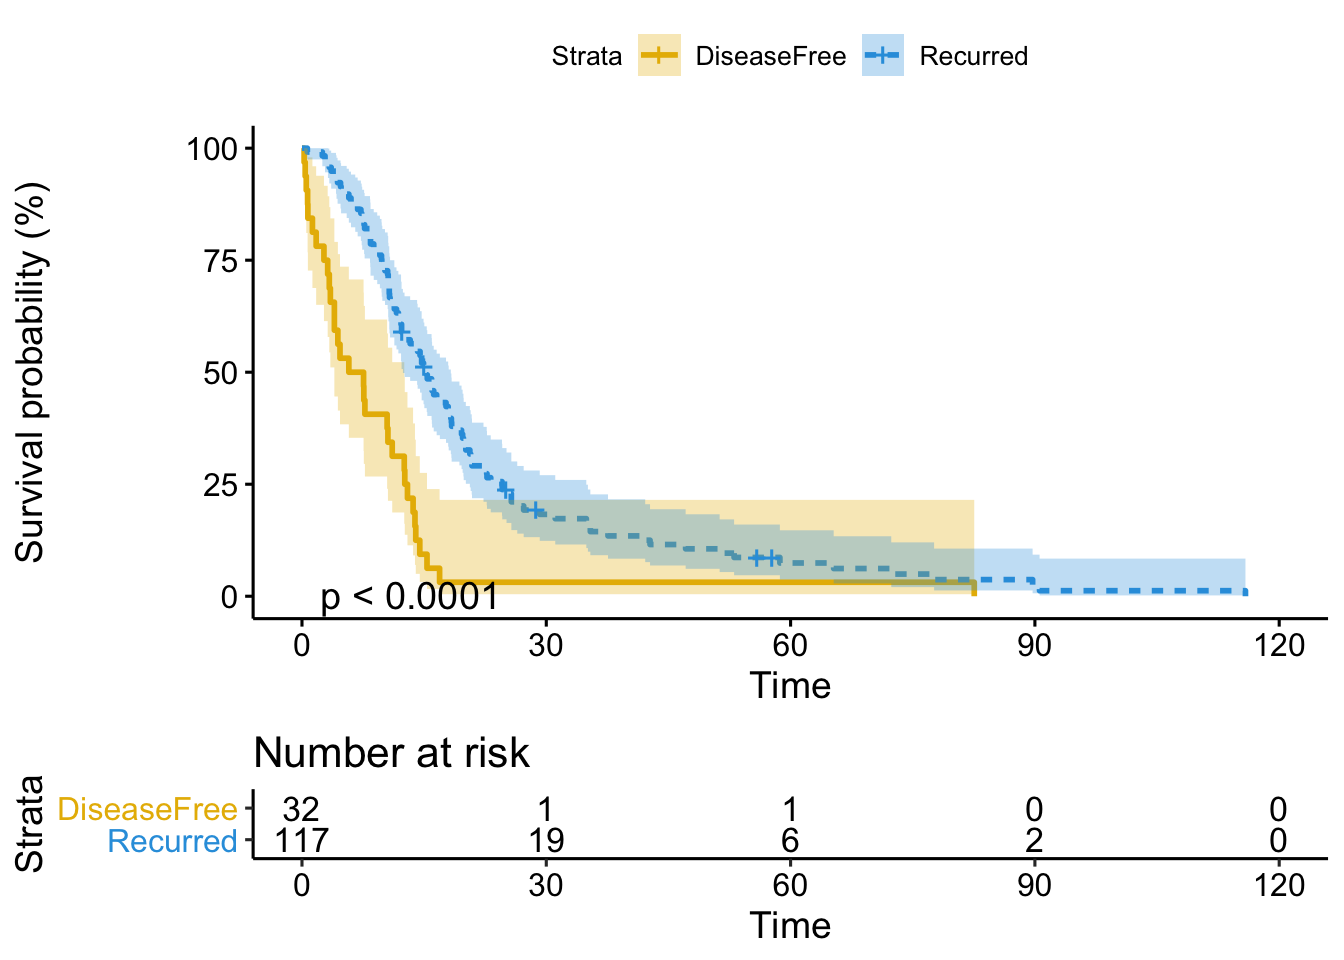 Strata DiseaseFree Recurred
Survival probability (%)
100
75
50
25
0
p < 0.0001
0 30 60 90 120
Time
Number at risk
Strata
DiseaseFree 32 1 1 0 0
Recurred 117 19 6 2 0
0 30 60 90 120
Time